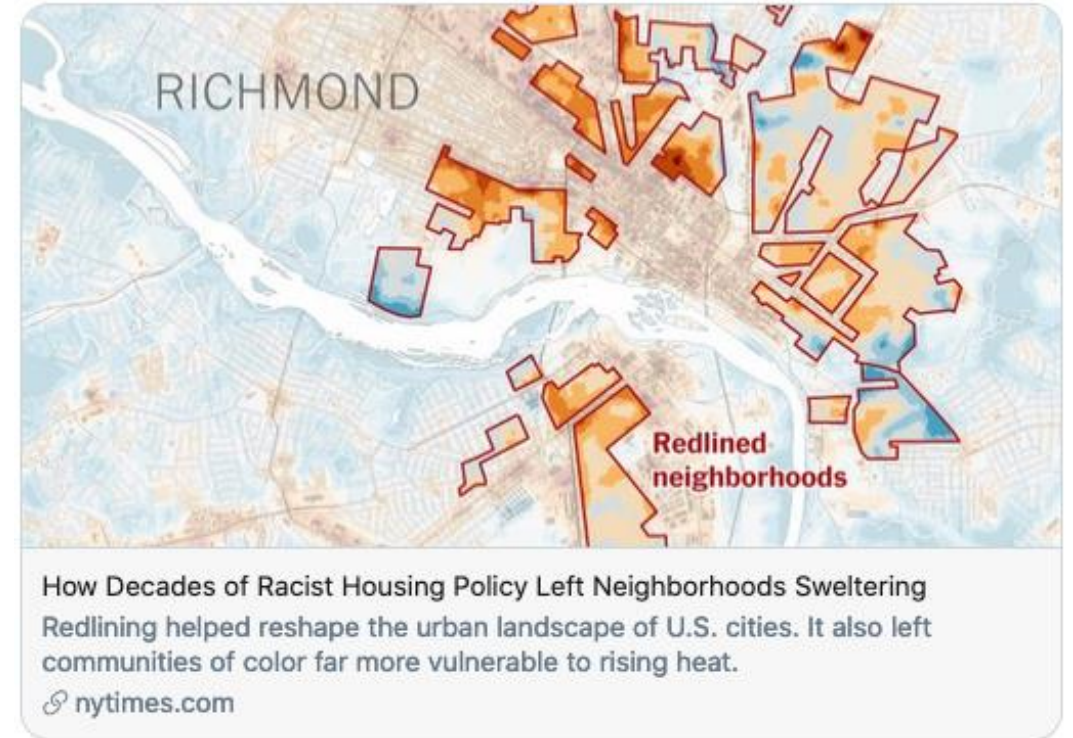 RICHMOND
Redlined
neighborhoods
How Decades of Racist Housing Policy Left Neighborhoods Sweltering
Redlining helped reshape the urban landscape of U.S. cities. It also left
communities of color far more vulnerable to rising heat.
nytimes.com